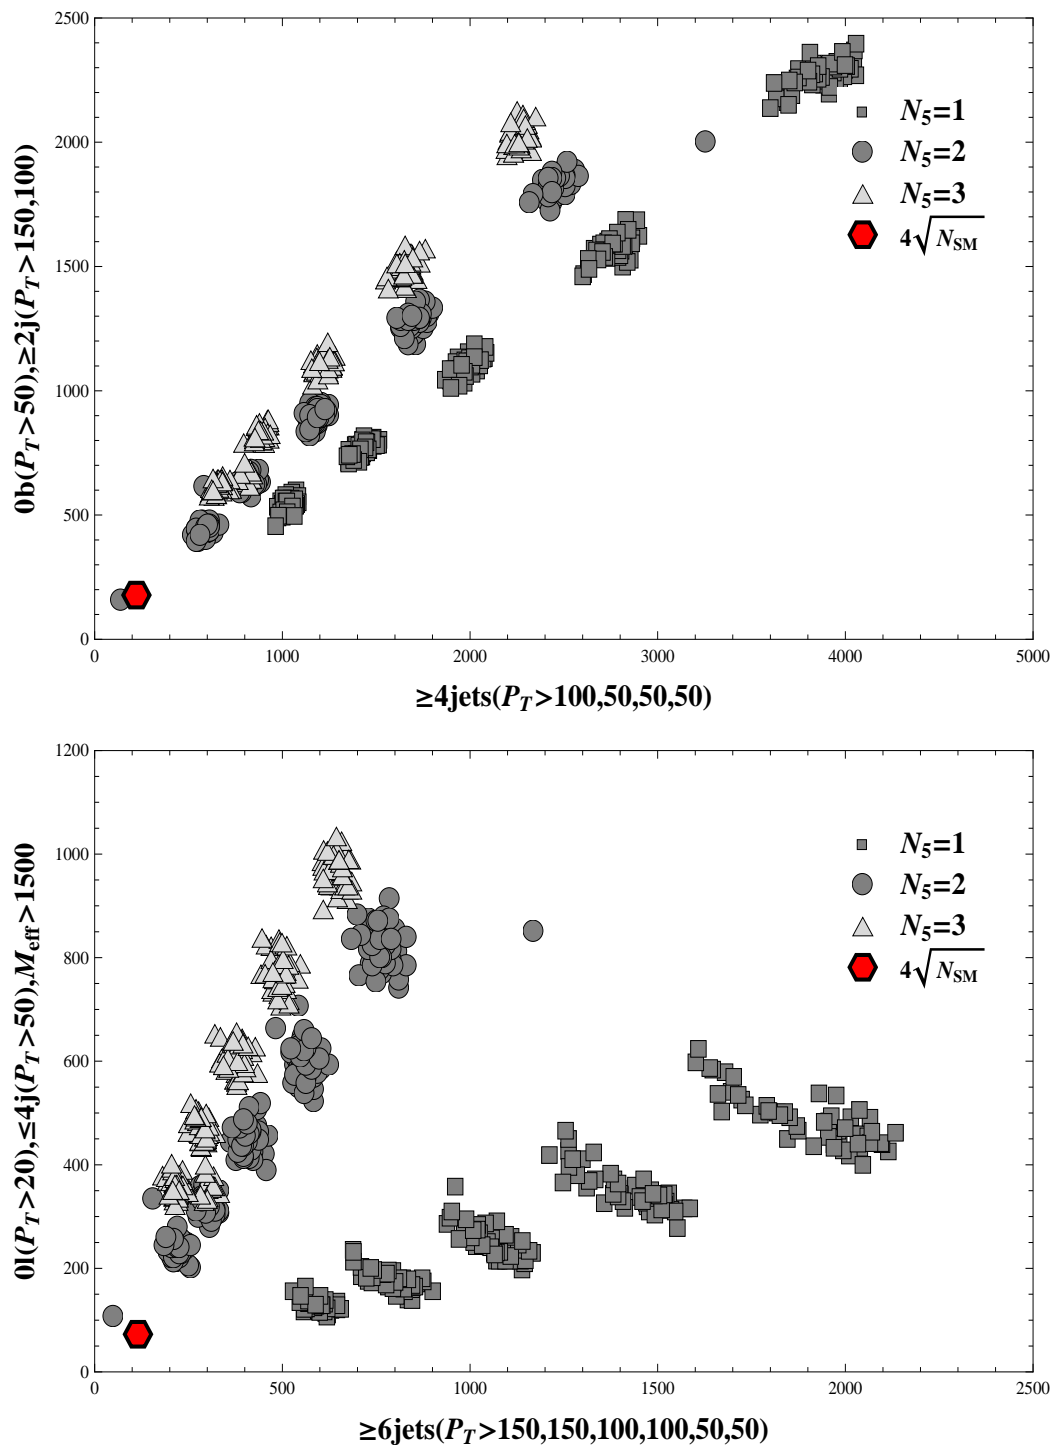 2500
2000
1500
1000
500
0
0b(P_T>50),≥2j(P_T>150,100)
N_5=1
N_5=2
N_5=3
4√N_SM
0 1000 2000 3000 4000 5000
≥4jets(P_T>100,50,50,50)
1200
1000
800
600
400
200
0
0l(P_T>20),≤4j(P_T>50),M_eff>1500
N_5=1
N_5=2
N_5=3
4√N_SM
0 500 1000 1500 2000 2500
≥6jets(P_T>150,150,100,100,50,50)